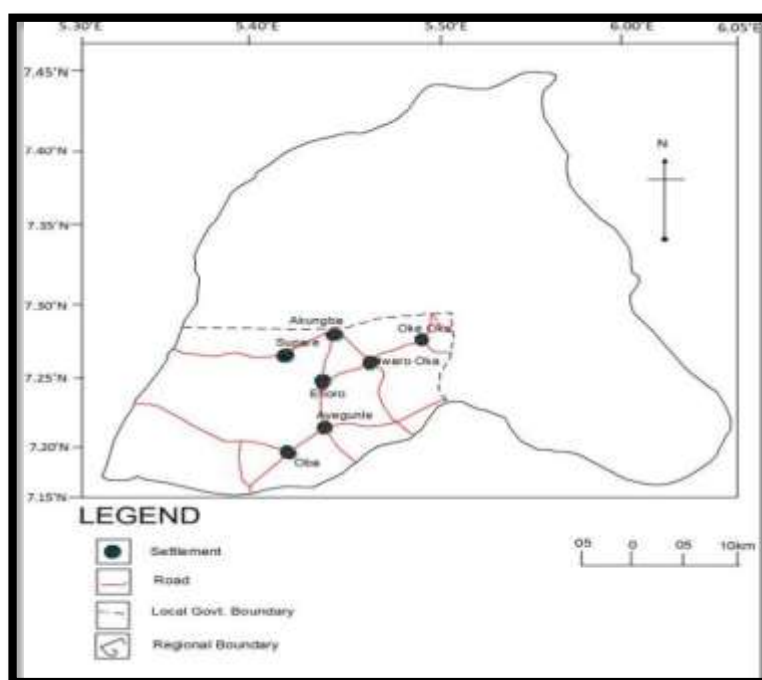 5.30°E 5.40°E 5.50°E 6.00°E 6.05°E
7.45°N
7.40°N
7.35°N
7.30°N
7.25°N
7.20°N
7.15°N
N
Akungba
Supare
Oke Oka
Iwaro Oka
Ayegunle
Oba
LEGEND
Settlement
Road
Local Govt. Boundary
Regional Boundary
05 0 05 10km